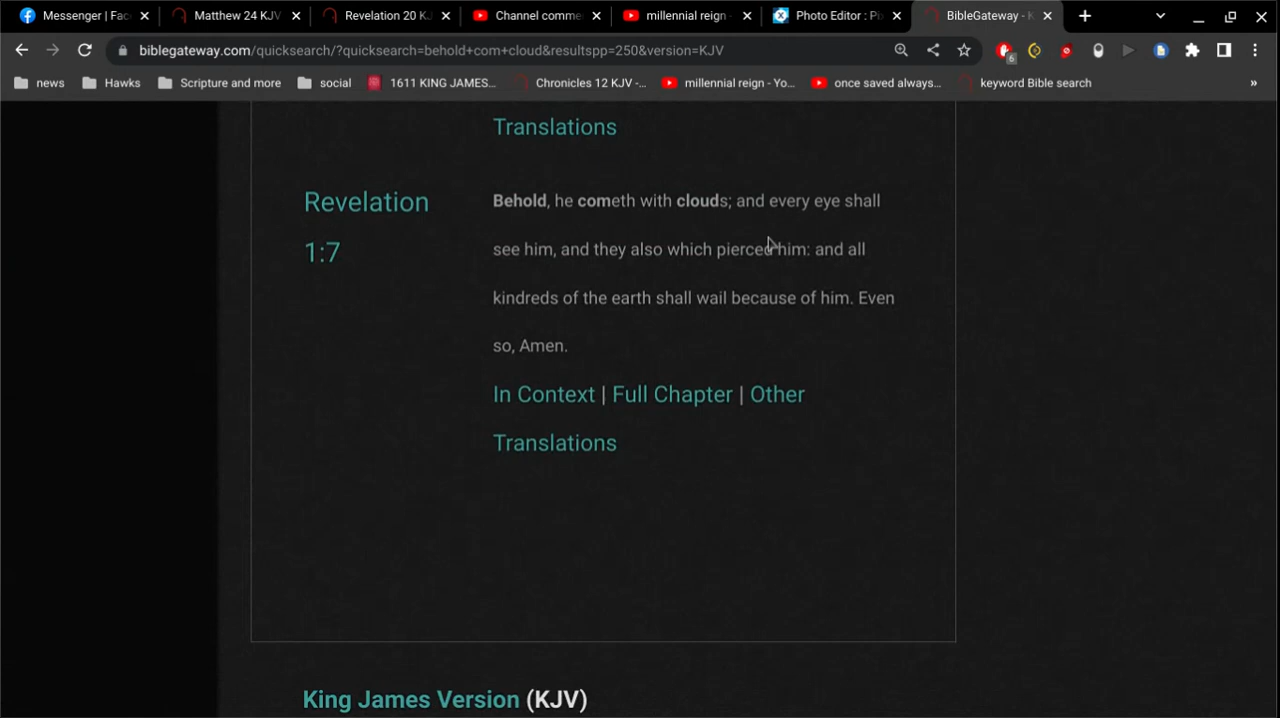 Messenger | Fac
Matthew 24 KJV
Revelation 20 KJ
Channel comme
millennial reign -
Photo Editor : Pix
BibleGateway - K
biblegateway.com/quicksearch/?quicksearch=behold+com+cloud&resultspp=250&version=KJV
6
news
Hawks
Scripture and more
social
1611 KING JAMES...
Chronicles 12 KJV -...
millennial reign - Yo...
once saved always...
keyword Bible search
»
Translations
Revelation
1:7
Behold, he cometh with clouds; and every eye shall
see him, and they also which pierced him: and all
kindreds of the earth shall wail because of him. Even
so, Amen.
In Context | Full Chapter | Other
Translations
King James Version (KJV)